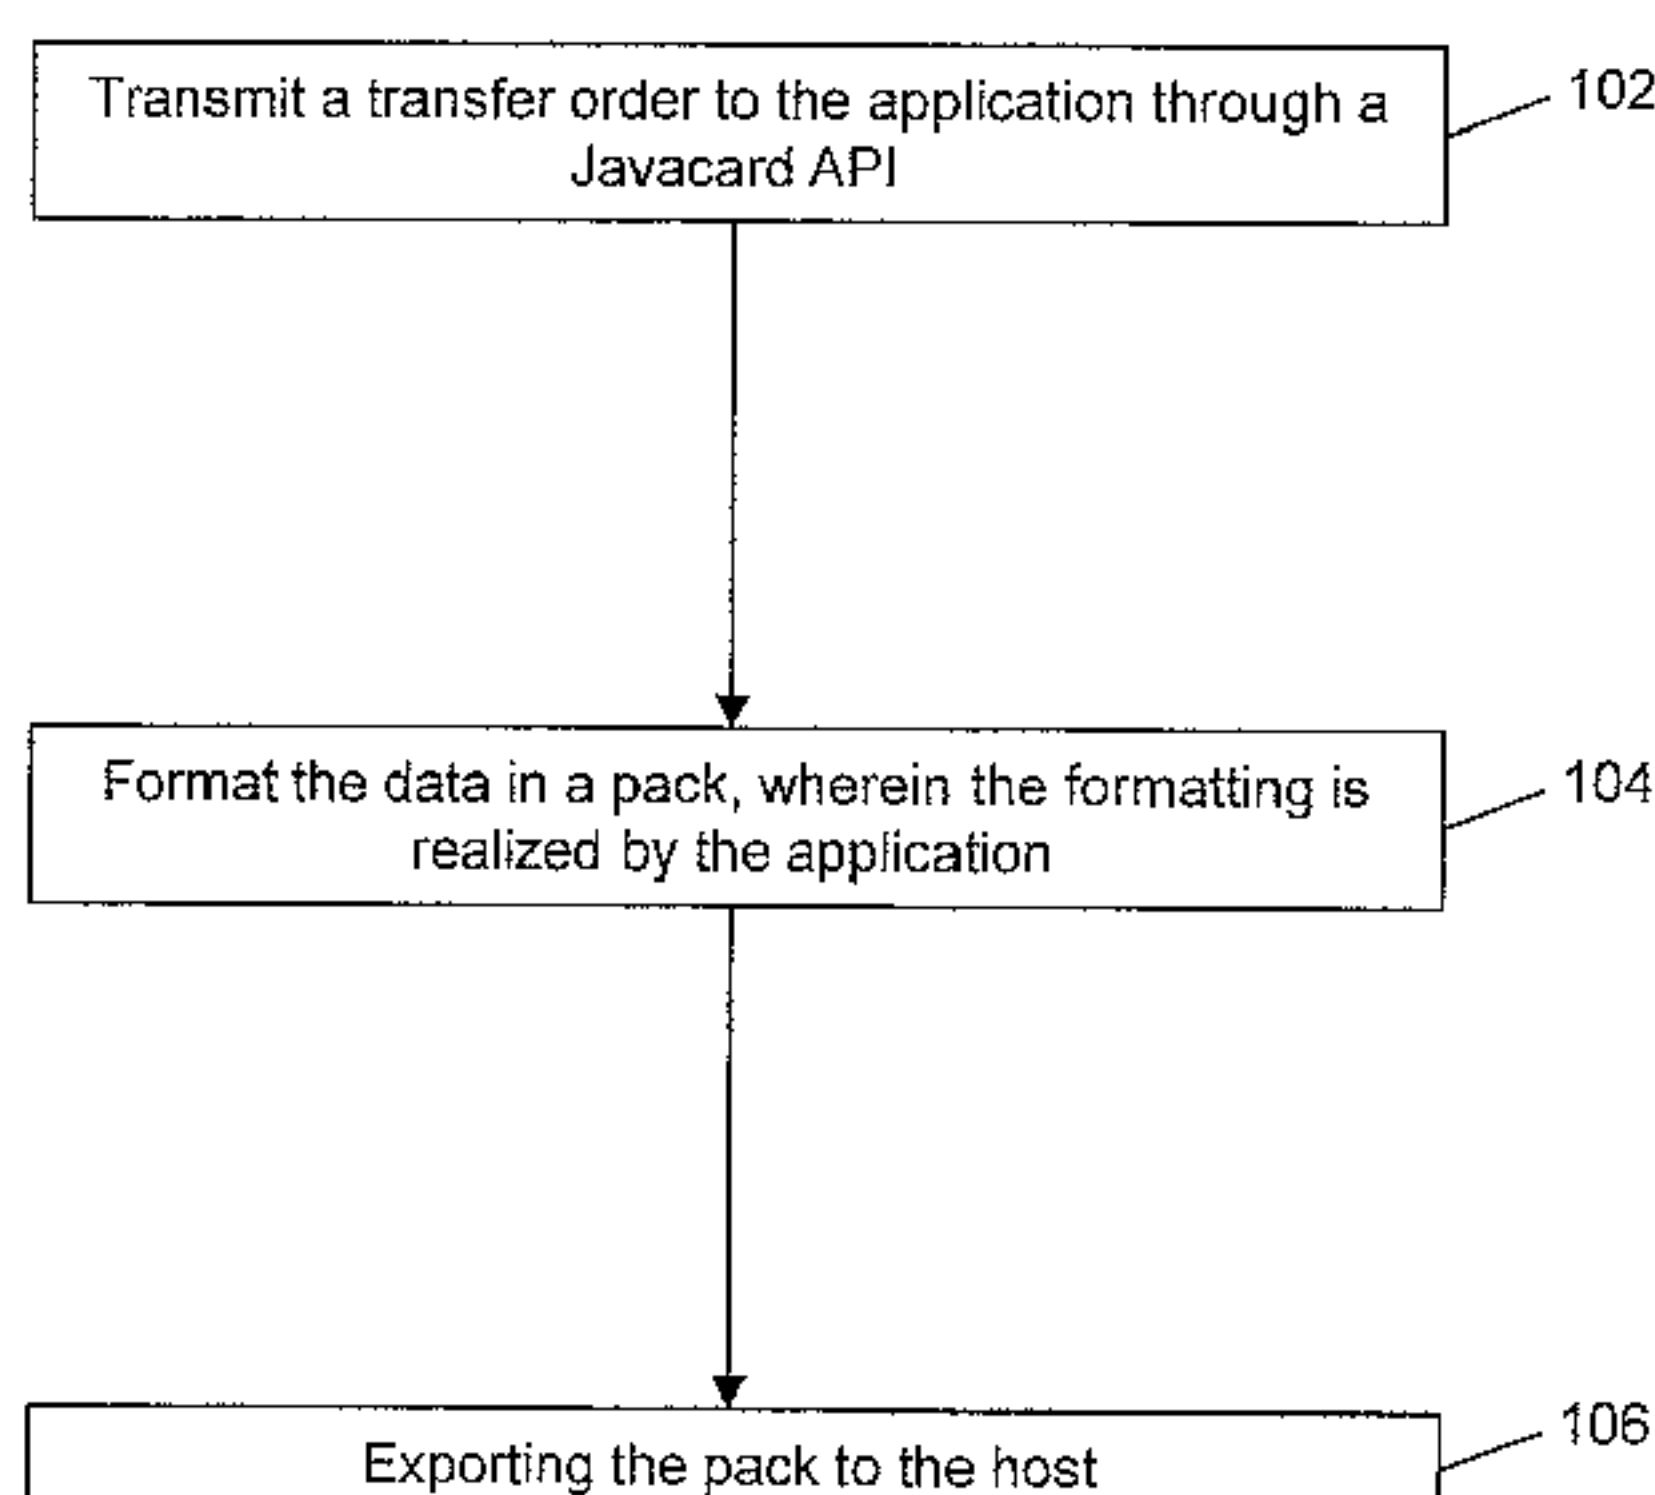 Transmit a transfer order to the application through a
Javacard API
102
Format the data in a pack, wherein the formatting is
realized by the application
104
Exporting the pack to the host
106